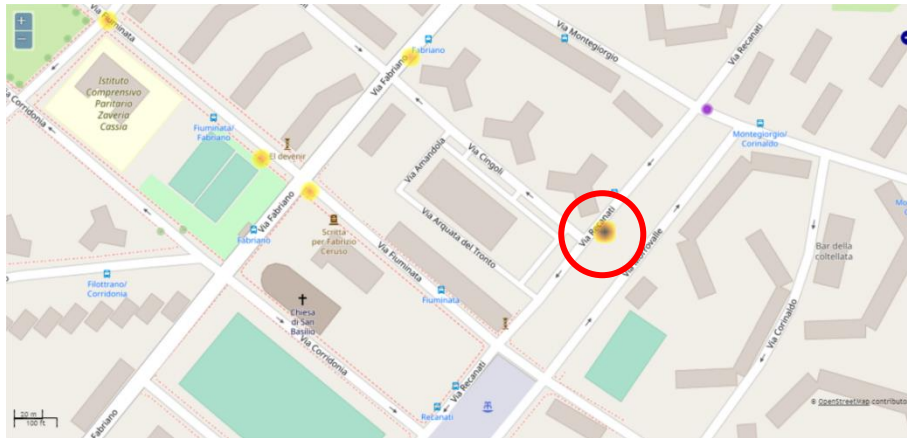 +
−
Via Fiuminata
Fabriano
Via Fabriano
Via Montegiorgio
Via Recanati
Istituto
Comprensivo
Paritario
Zaveria
Cassia
Via Corridonia
Fiuminata/
Fabriano
El devenir
Via Amandola
Via Cingoli
Montegiorgio/
Corinaldo
Via Fabriano
Fabriano
Scritta
per Fabrizio
Ceruso
Via Fiuminata
Via Arquata del Tronto
Via Recanati
Bar della
coltellata
Filottrano/
Corridonia
Chiesa
di San
Basilio
Fiuminata
Via Corridonia
Via Corinaldo
Via Recanati
Recanati
Via Fabriano
20 m
100 ft
© OpenStreetMap contributo